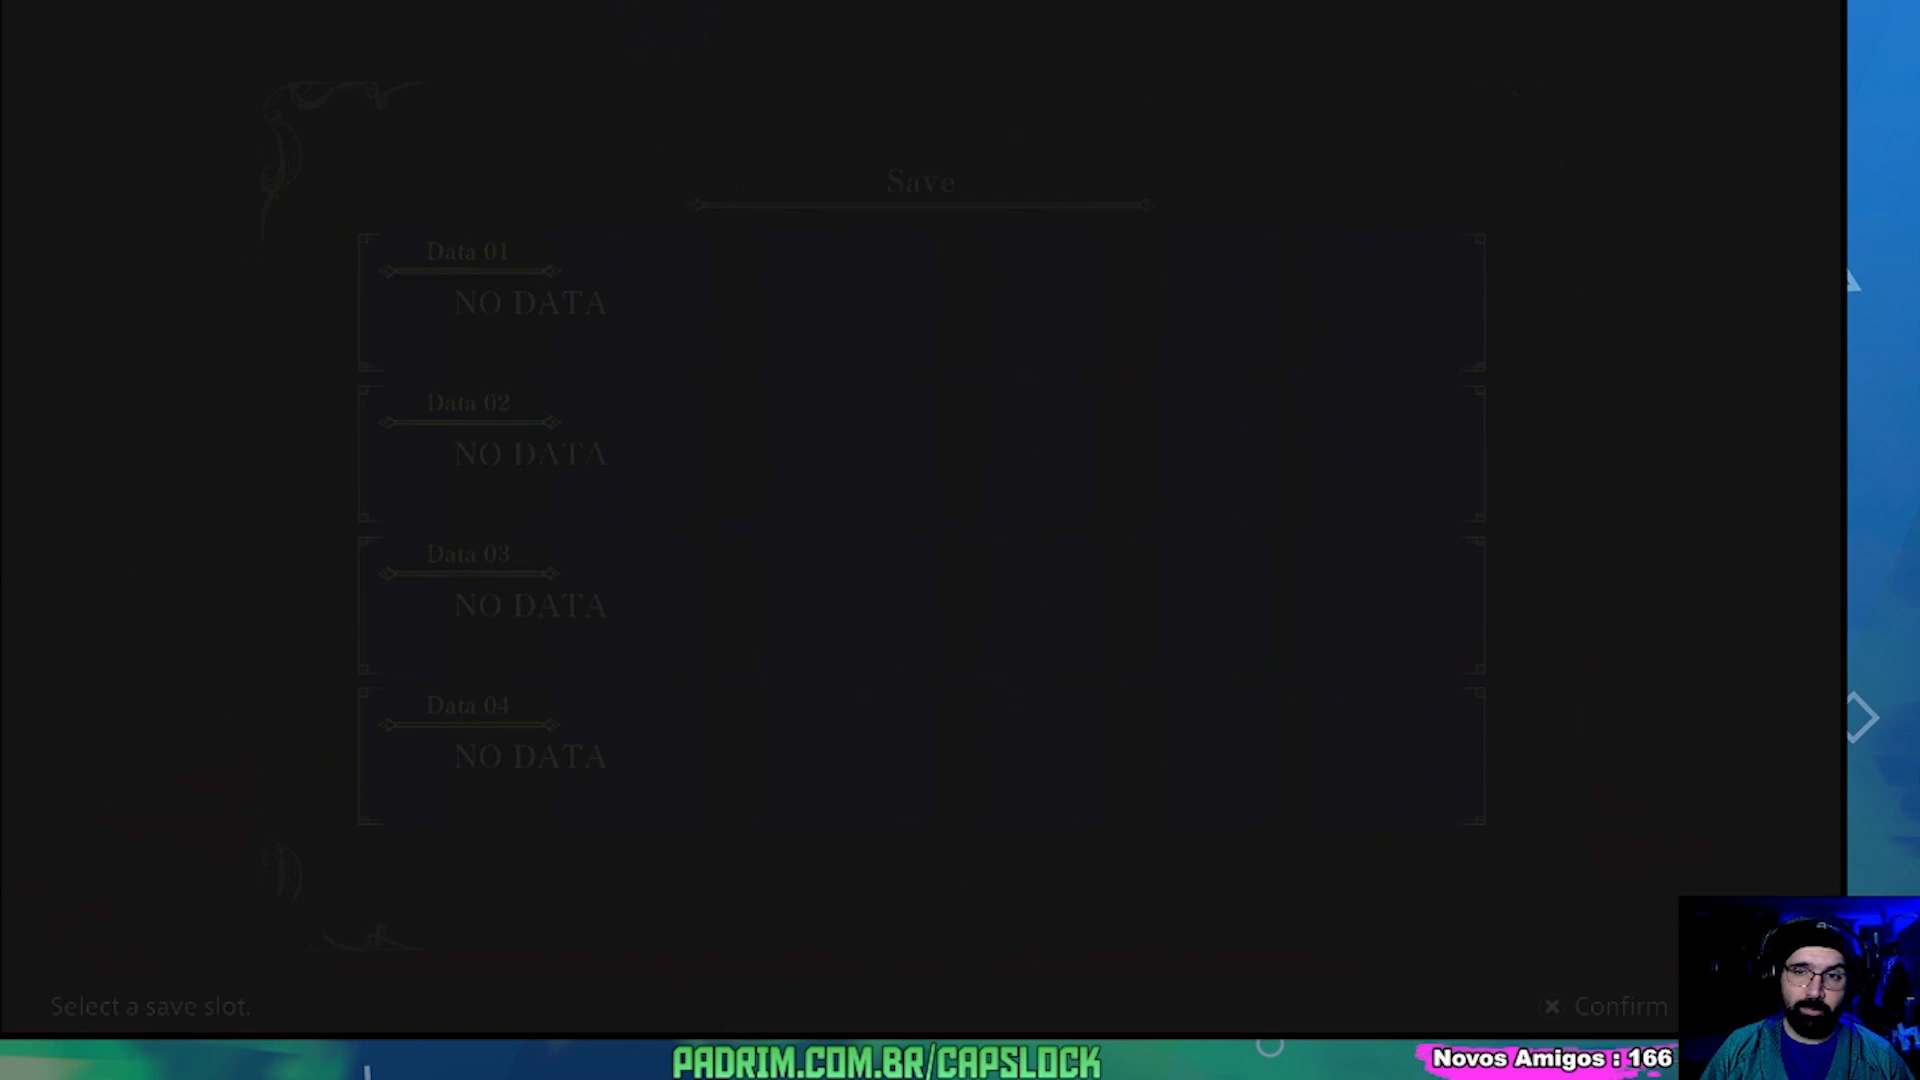 Save
Data 01
NO DATA
Data 02
NO DATA
Data 03
NO DATA
Data 04
NO DATA
Select a save slot.
Confirm
PADRIM.COM.BR/CAPSLOCK
Novos Amigos : 166